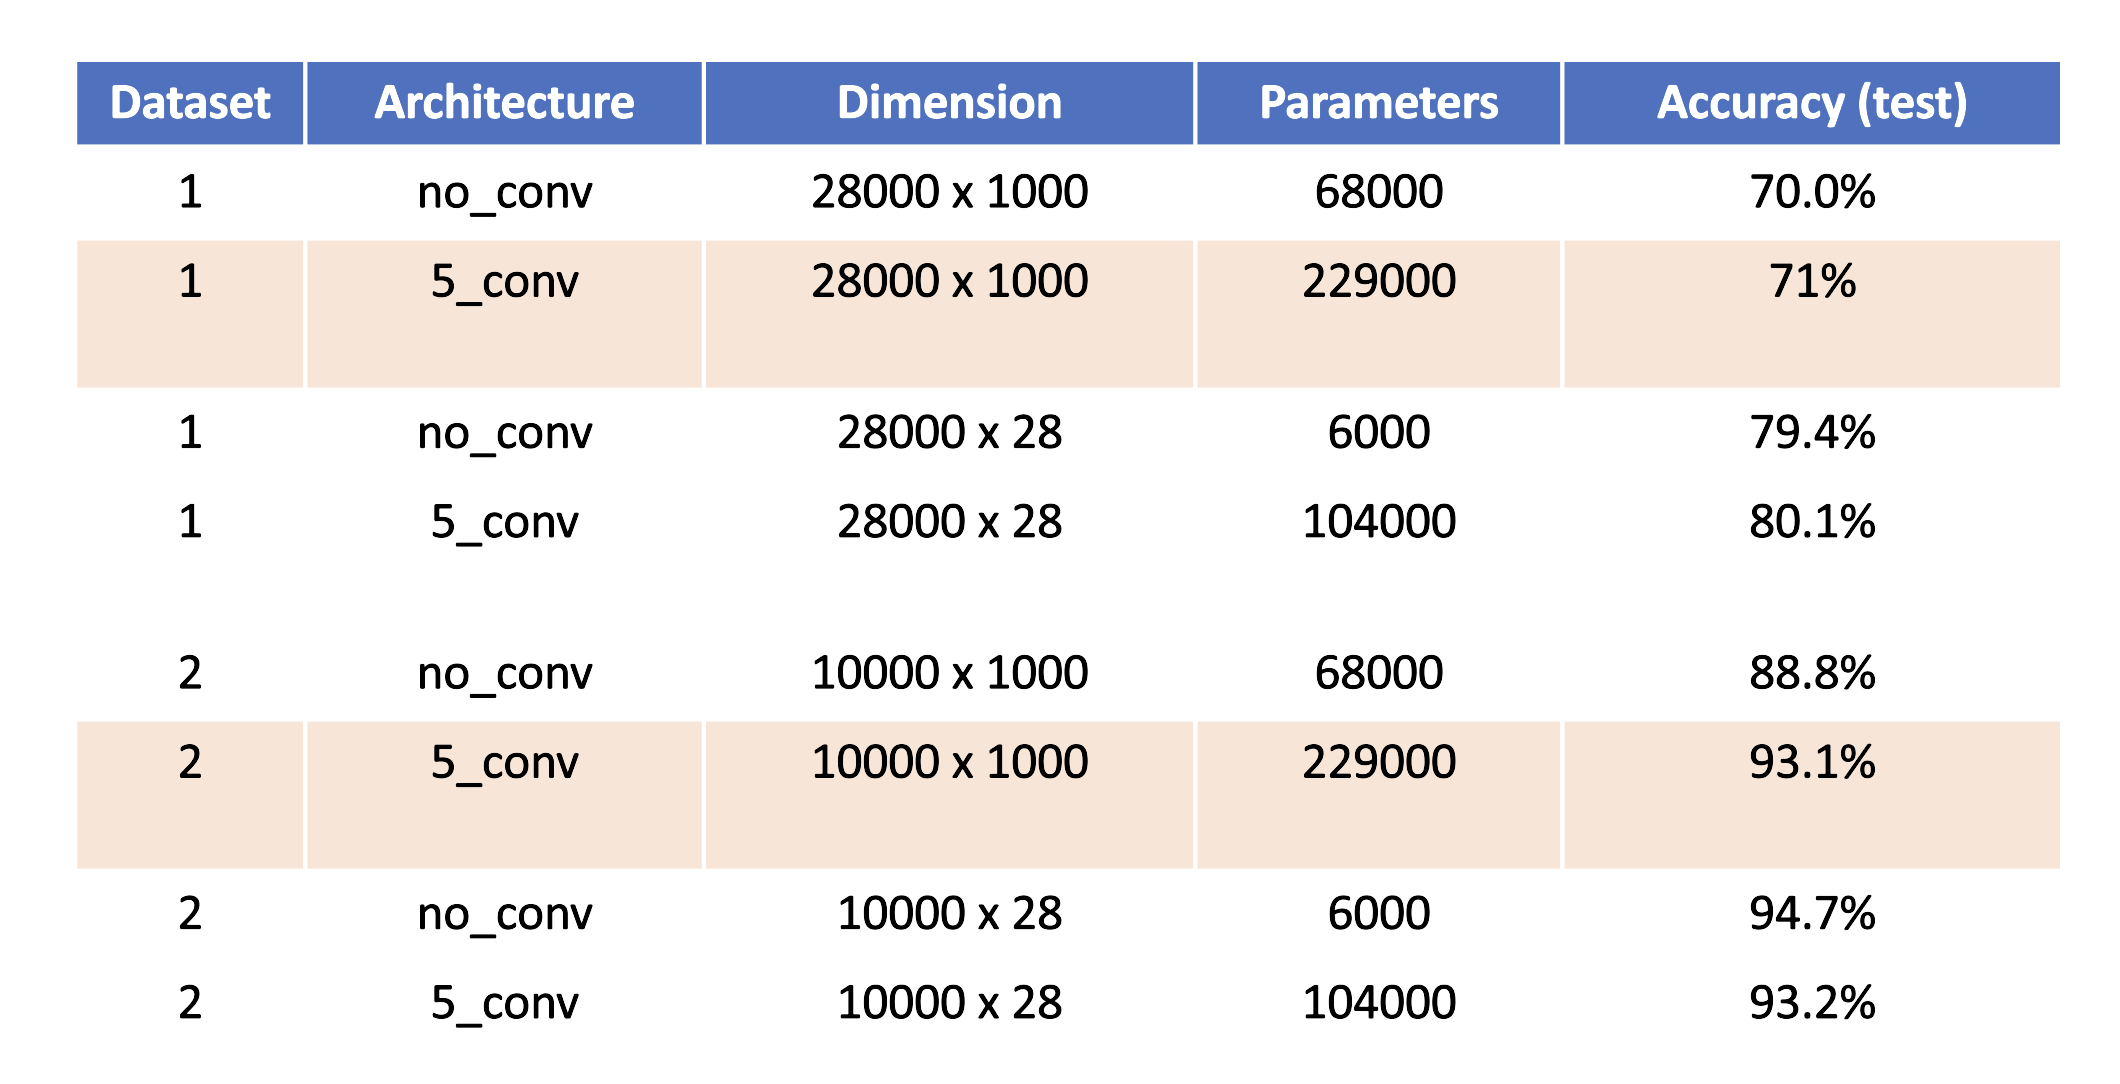 Dataset Architecture Dimension Parameters Accuracy (test)
1 no_conv 28000 x 1000 68000 70.0%
1 5_conv 28000 x 1000 229000 71%
1 no_conv 28000 x 28 6000 79.4%
1 5_conv 28000 x 28 104000 80.1%
2 no_conv 10000 x 1000 68000 88.8%
2 5_conv 10000 x 1000 229000 93.1%
2 no_conv 10000 x 28 6000 94.7%
2 5_conv 10000 x 28 104000 93.2%